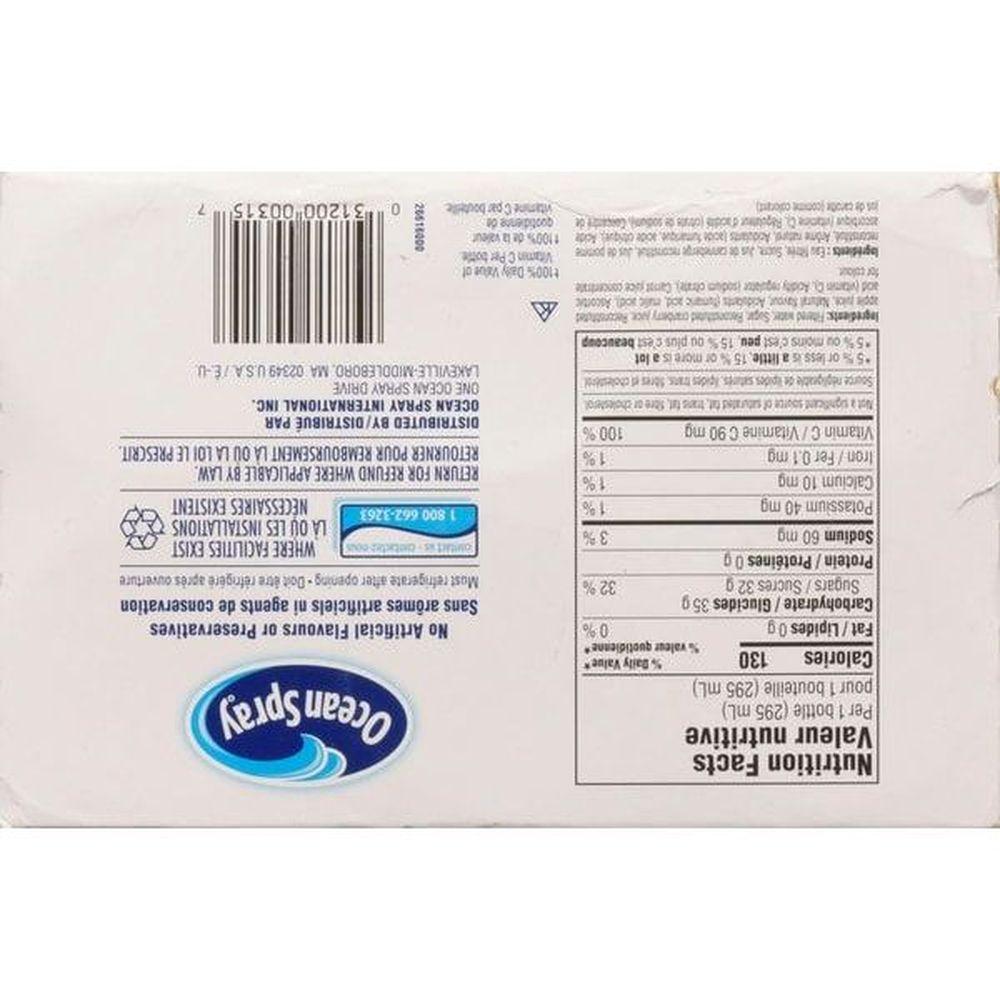 Nutrition Facts
Valeur nutritive
Per 1 bottle (295 mL)
pour 1 bouteille (295 mL)
Calories 130
% Daily Value*
% valeur quotidienne*
Fat / Lipides 0 g 0 %
Carbohydrate / Glucides 35 g
Sugars / Sucres 32 g 32 %
Protein / Protéines 0 g
Sodium 60 mg 3 %
Potassium 40 mg 1 %
Calcium 10 mg 1 %
Iron / Fer 0.1 mg 1 %
Vitamin C / Vitamine C 90 mg 100 %
Not a significant source of saturated fat, trans fat, fibre or cholesterol
Source négligeable de lipides saturés, lipides trans, fibres et cholestérol
*5 % or less is a little, 15 % or more is a lot
*5 % ou moins c'est peu, 15 % ou plus c'est beaucoup
Ingredients: Filtered water, Sugar, Reconstituted cranberry juice, Reconstituted
apple juice, Natural flavour, Acidulants (fumaric acid, malic acid), Ascorbic
acid (vitamin C), Acidity regulator (sodium citrate), Carrot juice concentrate
for colour.
Ingrédients : Eau filtrée, Sucre, Jus de canneberge reconstitué, Jus de pomme
reconstitué, Arôme naturel, Acidulants (acide fumarique, acide malique), Acide
ascorbique (vitamine C), Régulateur d'acidité (citrate de sodium), Concentré de
jus de carotte (comme colorant).
Ocean Spray®
No Artificial Flavours or Preservatives
Sans arômes artificiels ni agents de conservation
Must refrigerate after opening • Doit être réfrigéré après ouverture
contact us contactez-nous
1 800 662-3263
WHERE FACILITIES EXIST
LÀ OÙ LES INSTALLATIONS
NÉCESSAIRES EXISTENT
RETURN FOR REFUND WHERE APPLICABLE BY LAW.
RETOURNER POUR REMBOURSEMENT LÀ OÙ LA LOI LE PRESCRIT.
DISTRIBUTED BY / DISTRIBUÉ PAR
OCEAN SPRAY INTERNATIONAL INC.
ONE OCEAN SPRAY DRIVE
LAKEVILLE-MIDDLEBORO, MA 02349 U.S.A. / É.-U.
K
†100% Daily Value of
Vitamin C Per bottle.
†100% de la valeur
quotidienne de
vitamine C par bouteille.
26616000
0 31200 00315 7